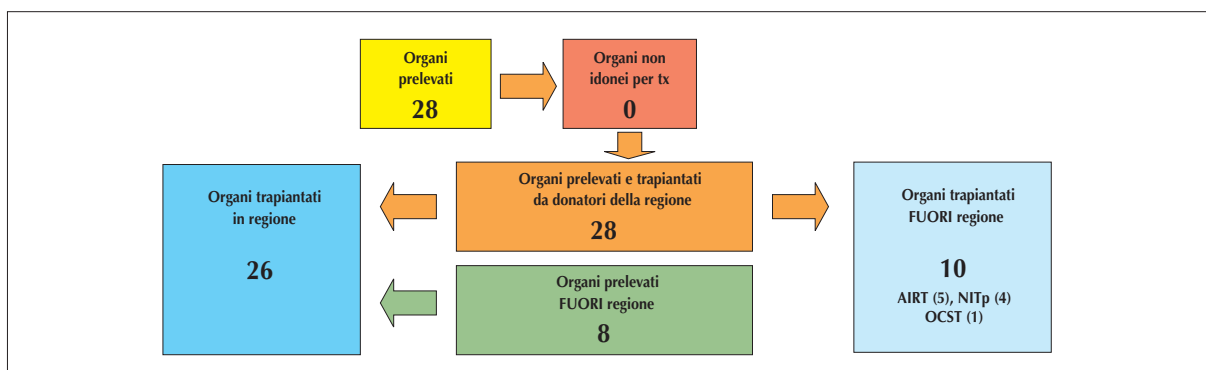 Organi
prelevati
28
Organi non
idonei per tx
0
Organi trapiantati
in regione
26
Organi prelevati e trapiantati
da donatori della regione
28
Organi prelevati
FUORI regione
8
Organi trapiantati
FUORI regione
10
AIRT (5), NITp (4)
OCST (1)